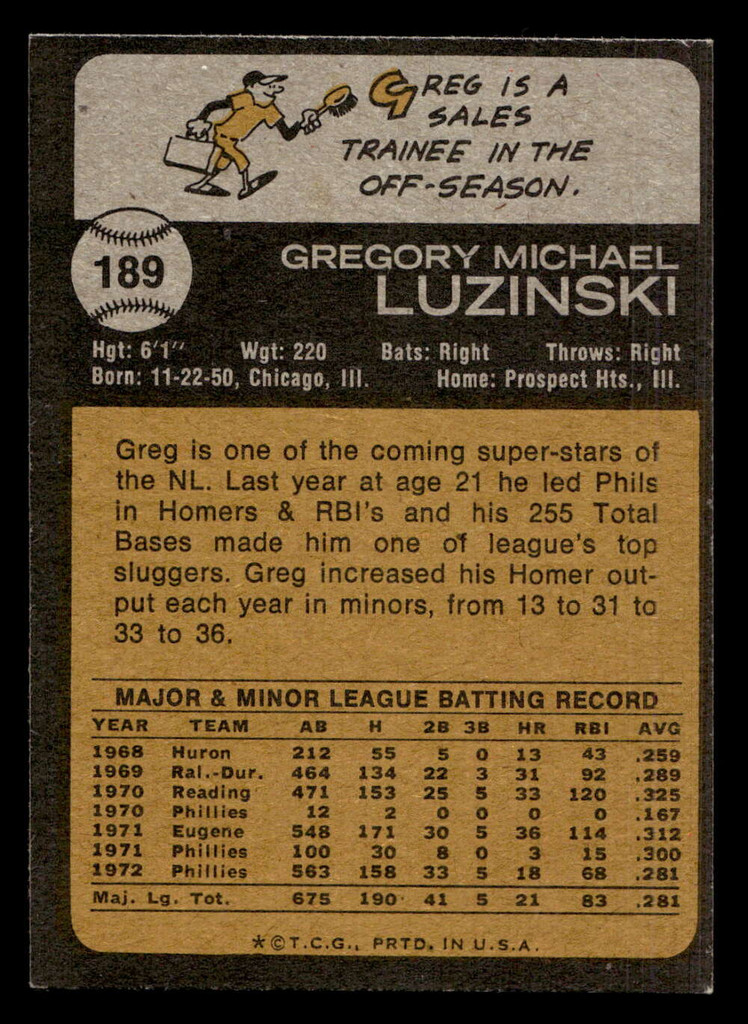 GREG IS A
SALES
TRAINEE IN THE
OFF-SEASON.
189
GREGORY MICHAEL
LUZINSKI
Hgt: 6'1" Wgt: 220 Bats: Right Throws: Right
Born: 11-22-50, Chicago, Ill. Home: Prospect Hts., Ill.
Greg is one of the coming super-stars of
the NL. Last year at age 21 he led Phils
in Homers & RBI's and his 255 Total
Bases made him one of league's top
sluggers. Greg increased his Homer out-
put each year in minors, from 13 to 31 to
33 to 36.
MAJOR & MINOR LEAGUE BATTING RECORD
YEAR TEAM AB H 2B 3B HR RBI AVG
1968 Huron 212 55 5 0 13 43 .259
1969 Ral.-Dur. 464 134 22 3 31 92 .289
1970 Reading 471 153 25 5 33 120 .325
1970 Phillies 12 2 0 0 0 0 .167
1971 Eugene 548 171 30 5 36 114 .312
1971 Phillies 100 30 8 0 3 15 .300
1972 Phillies 563 158 33 5 18 68 .281
Maj. Lg. Tot. 675 190 41 5 21 83 .281
*©T.C.G., PRTD. IN U.S.A.